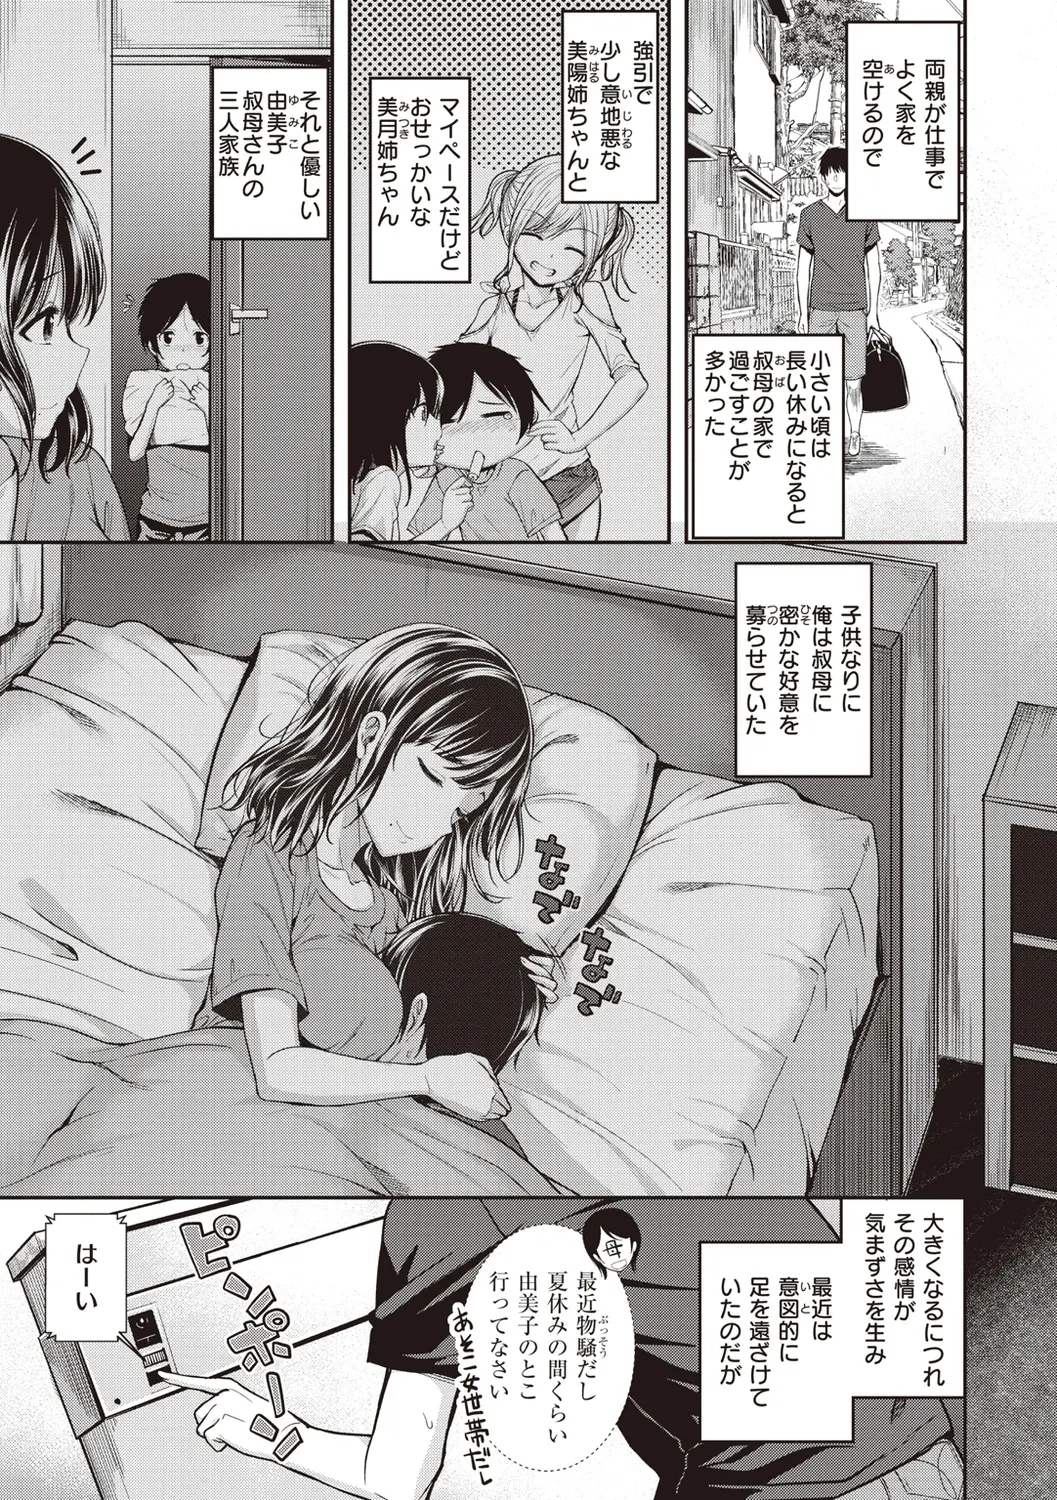 両親が仕事で
よく家を
空けるので
小さい頃は
長い休みになると
叔母の家で
過ごすことが
多かった
強引で
少し意地悪な
美陽姉ちゃんと
マイペースだけど
おせっかいな
美月姉ちゃん
それと優しい
由美子
叔母さんの
三人家族
子供なりに
俺は叔母に
密かな好意を
募らせていた
なでなで
なでなで
大きくなるにつれ
その感情が
気まずさを生み
最近は
意図的に
足を遠ざけて
いたのだが
母
最近物騒だし
夏休みの間くらい
由美子のとこ
行ってなさい
あそこ女世帯だし
ピンポーン
はーい